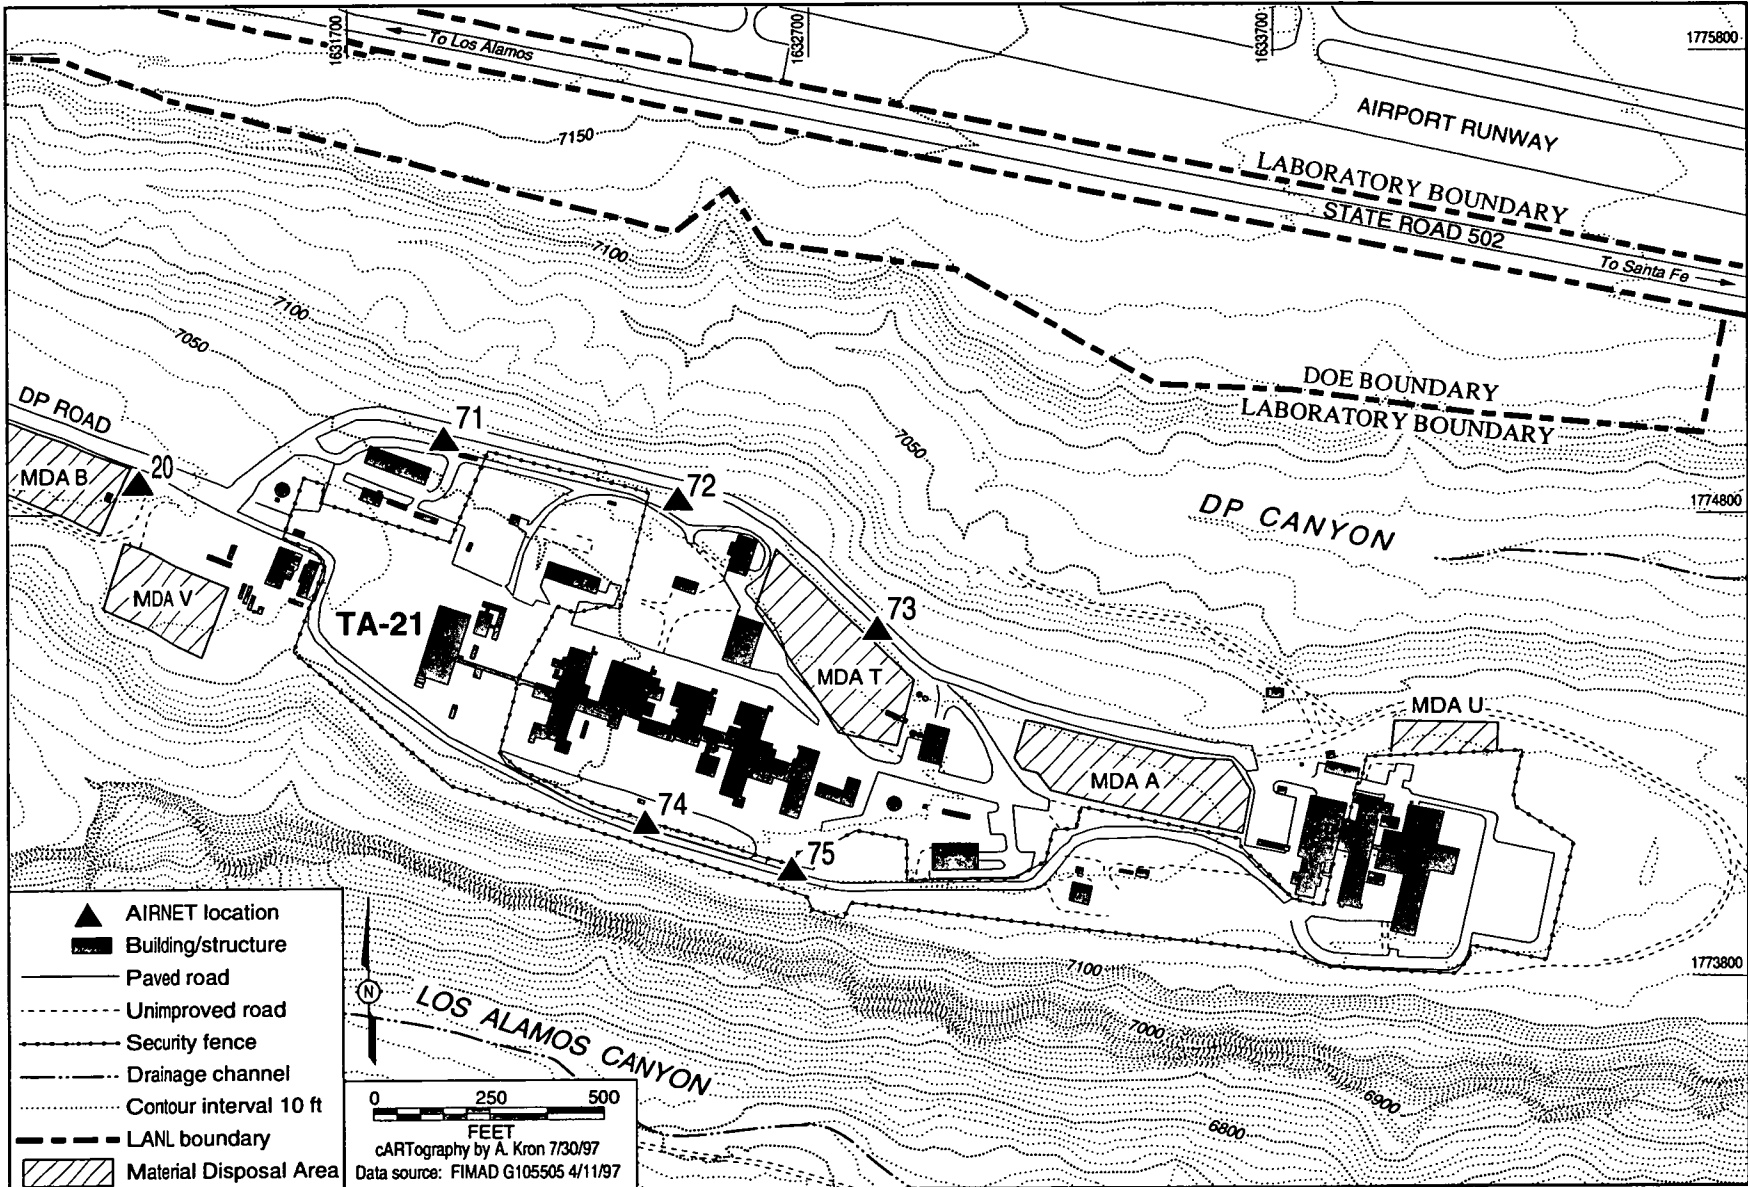 1631700
1632700
1633700
1775800
To Los Alamos
AIRPORT RUNWAY
7150
LABORATORY BOUNDARY
STATE ROAD 502
To Santa Fe
7100
7100
7050
DOE BOUNDARY
LABORATORY BOUNDARY
DP ROAD
71
7050
MDA B
20
72
1774800
DP CANYON
MDA V
TA-21
73
MDA T
MDA U
MDA A
74
75
1773800
7100
7000
6900
6800
LOS ALAMOS CANYON
AIRNET location
Building/structure
Paved road
Unimproved road
Security fence
Drainage channel
Contour interval 10 ft
LANL boundary
Material Disposal Area
N
0 250 500
FEET
cARTography by A. Kron 7/30/97
Data source: FIMAD G105505 4/11/97